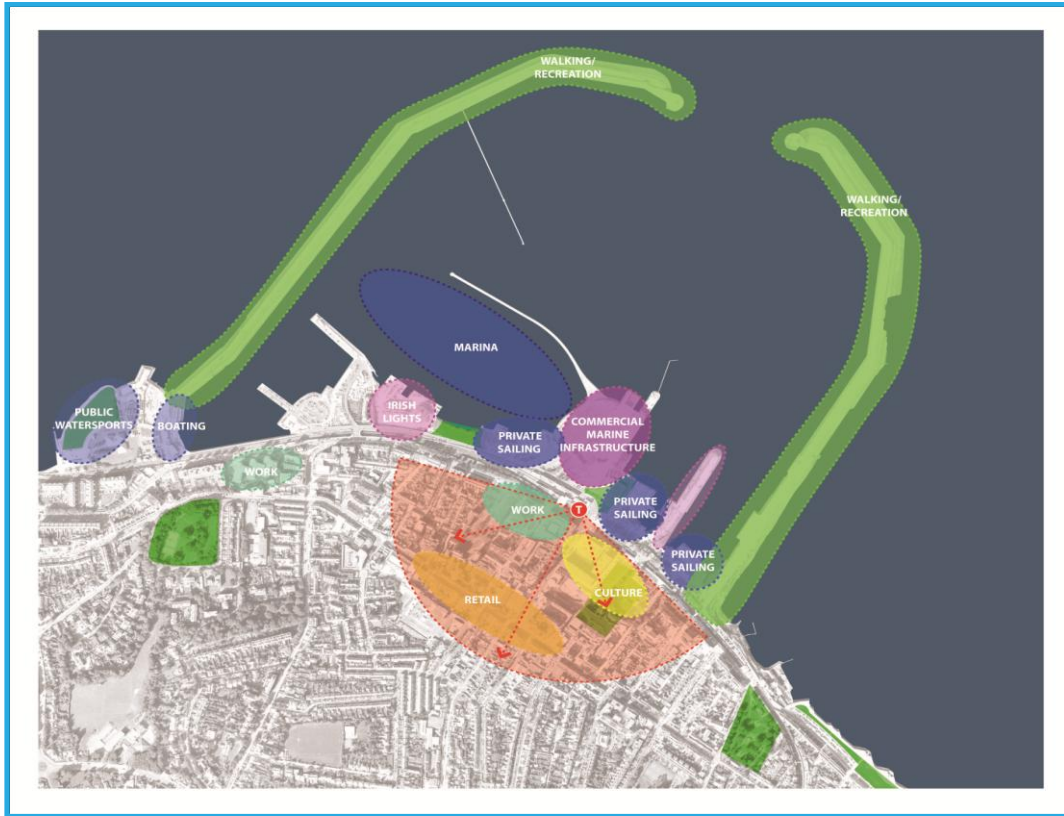 WALKING/
RECREATION
WALKING/
RECREATION
MARINA
PUBLIC
WATERSPORTS
BOATING
IRISH
LIGHTS
COMMERCIAL
MARINE
INFRASTRUCTURE
PRIVATE
SAILING
WORK
WORK
T
PRIVATE
SAILING
PRIVATE
SAILING
RETAIL
CULTURE